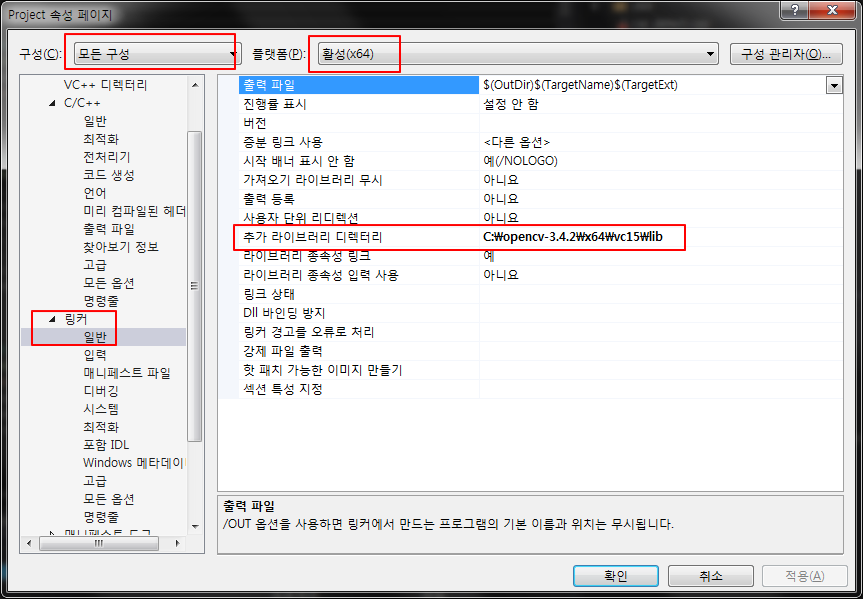 Project 속성 페이지
구성(C): 모든 구성 플랫폼(P): 활성(x64) 구성 관리자(O)...
VC++ 디렉터리
C/C++
일반
최적화
전처리기
코드 생성
언어
미리 컴파일된 헤더
출력 파일
찾아보기 정보
고급
모든 옵션
명령줄
링커
일반
입력
매니페스트 파일
디버깅
시스템
최적화
포함 IDL
Windows 메타데이
고급
모든 옵션
명령줄
매니페스트 도구
출력 파일 $(OutDir)$(TargetName)$(TargetExt)
진행률 표시 설정 안 함
버전
증분 링크 사용 <다른 옵션>
시작 배너 표시 안 함 예(/NOLOGO)
가져오기 라이브러리 무시 아니요
출력 등록 아니요
사용자 단위 리디렉션 아니요
추가 라이브러리 디렉터리 C:₩opencv-3.4.2₩x64₩vc15₩lib
라이브러리 종속성 링크 예
라이브러리 종속성 입력 사용 아니요
링크 상태
Dll 바인딩 방지
링커 경고를 오류로 처리
강제 파일 출력
핫 패치 가능한 이미지 만들기
섹션 특성 지정
출력 파일
/OUT 옵션을 사용하면 링커에서 만드는 프로그램의 기본 이름과 위치는 무시됩니다.
확인 취소 적용(A)